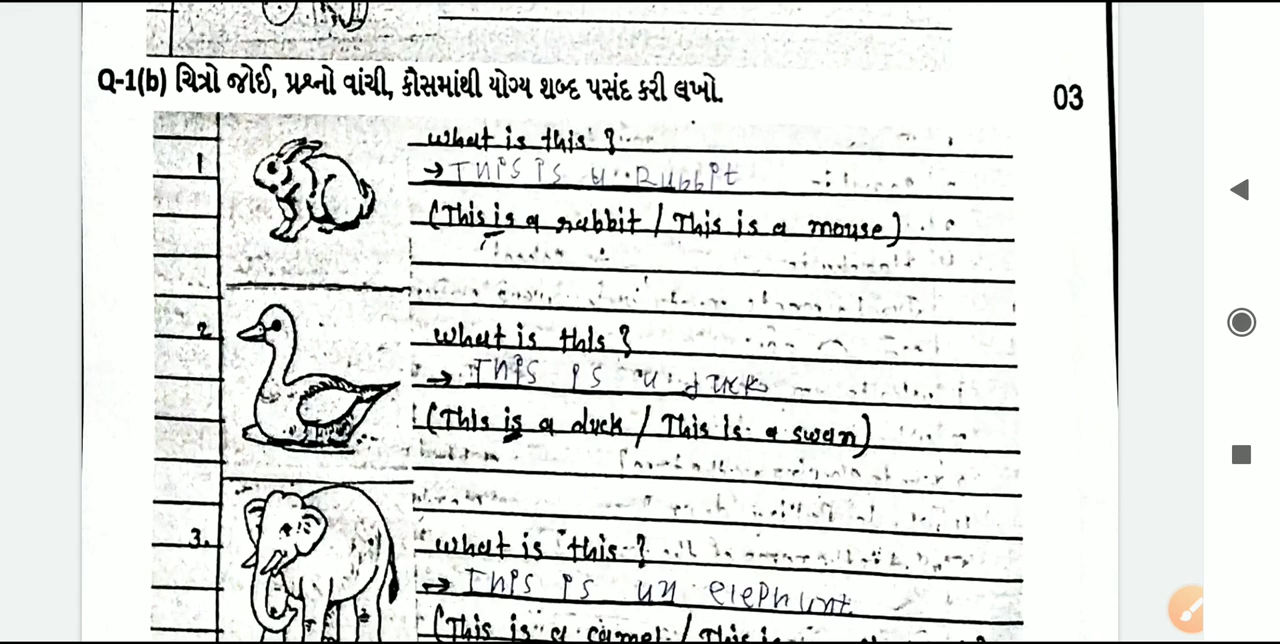 Q-1(b) ચિત્રો જોઈ, પ્રશ્નો વાંચી, કૌસમાંથી યોગ્ય શબ્દ પસંદ કરી લખો. 03
1 What is this ?
→ This is a Rabbit
(This is a rabbit / This is a mouse)
2 What is this ?
→ This is a duck
(This is a duck / This is a swan)
3. What is this ?
→ This is an elephant
(This is a camel / This is